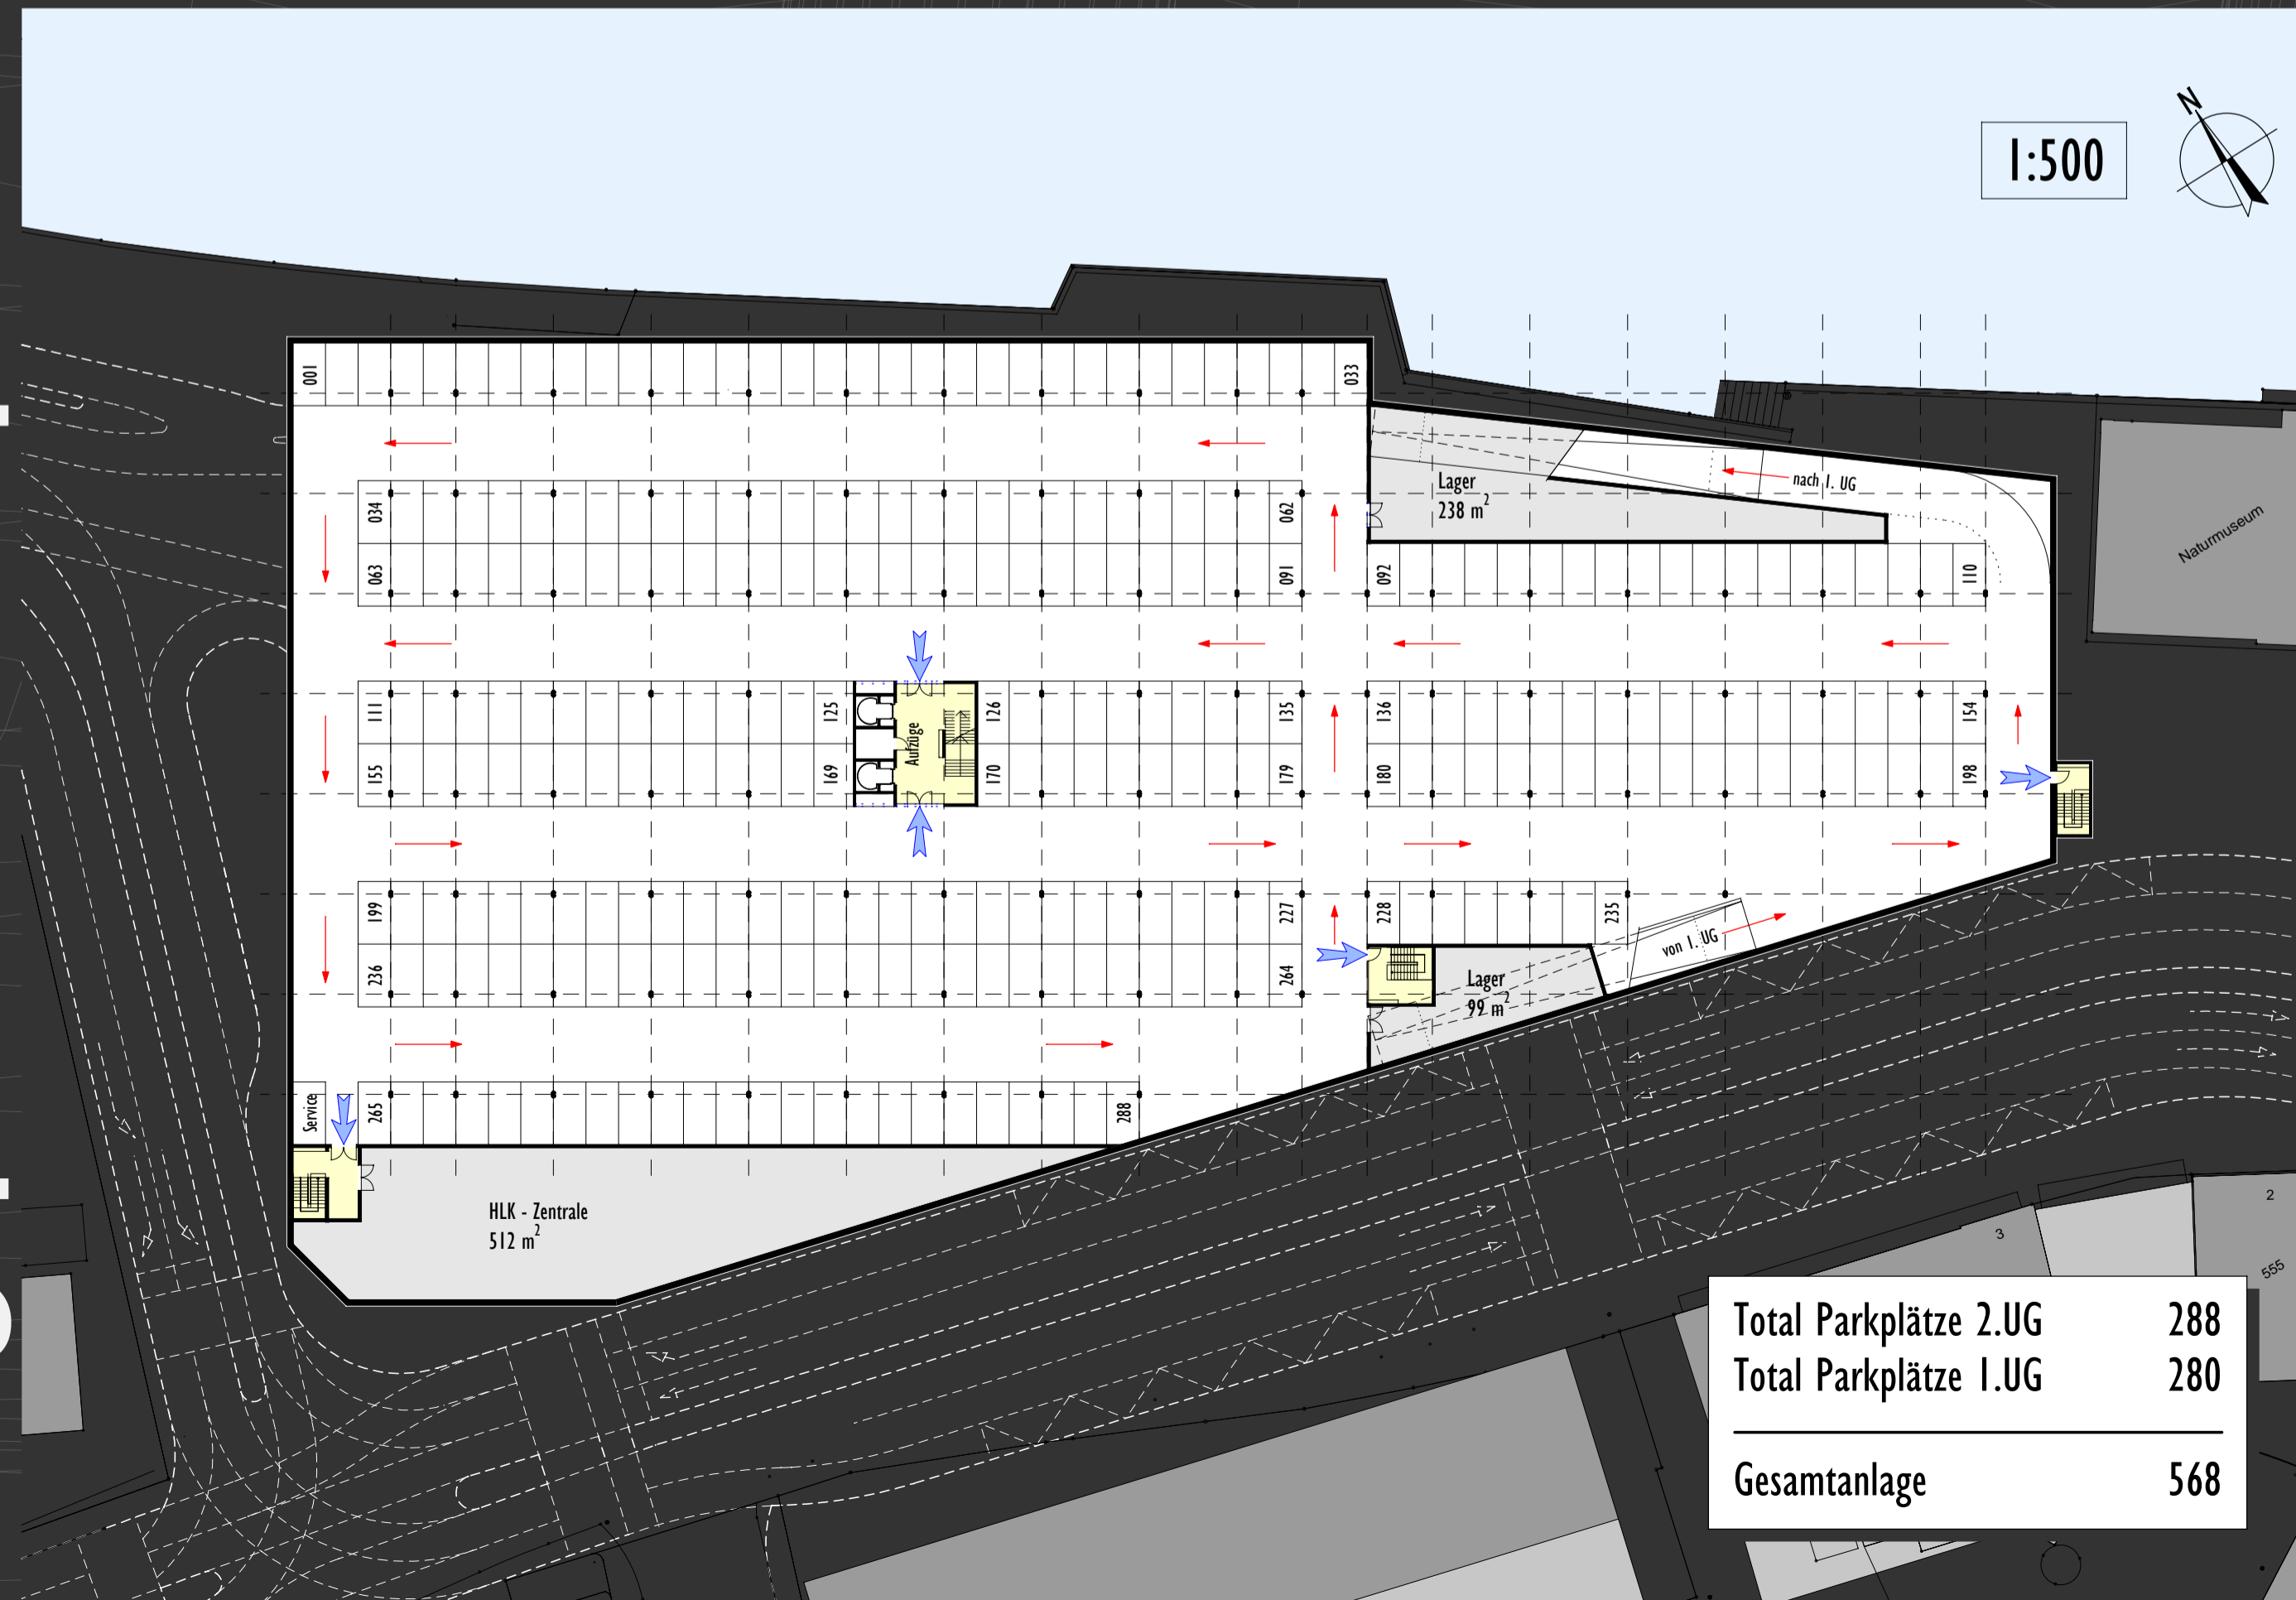 N
1:500
001
033
Lager
238 m²
nach 1. UG
Naturmuseum
034
062
063
091
092
110
111
125
126
135
136
154
Aufzüge
155
169
170
179
180
198
199
227
228
235
von 1. UG
236
264
Lager
99 m²
Service
265
288
HLK - Zentrale
512 m²
2
3
555
Total Parkplätze 2.UG 288
Total Parkplätze 1.UG 280
Gesamtanlage 568